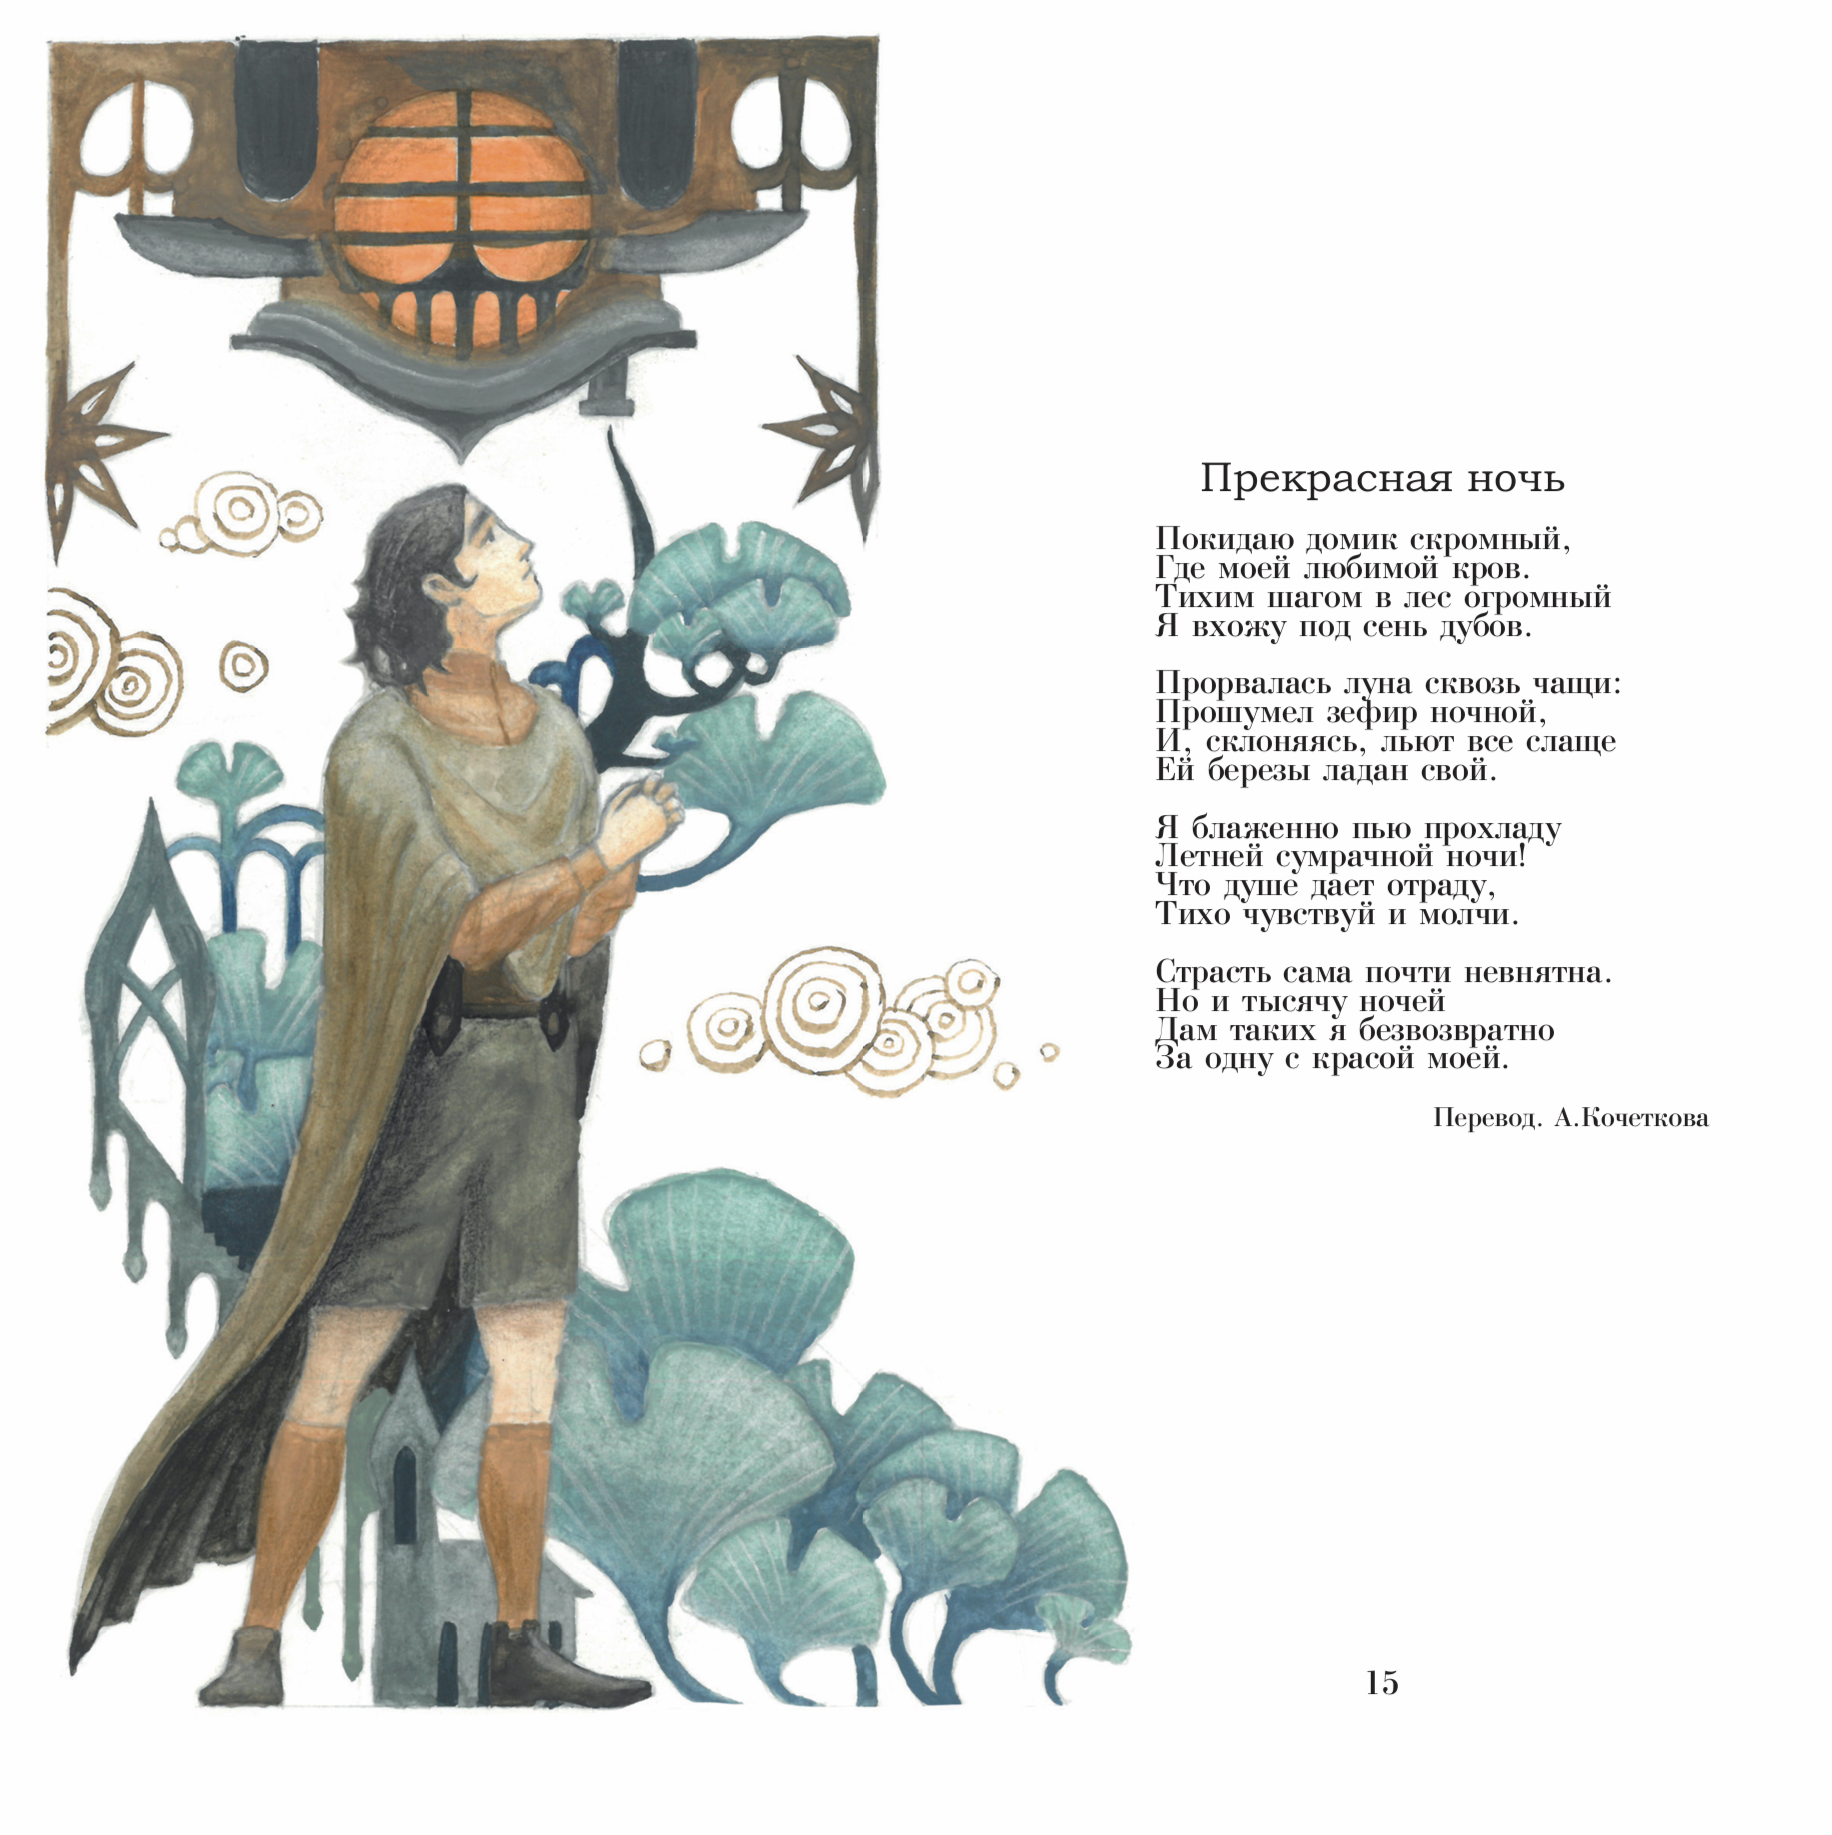 Прекрасная ночь
Покидаю домик скромный,
Где моей любимой кров.
Тихим шагом в лес огромный
Я вхожу под сень дубов.
Прорвалась луна сквозь чащи:
Прошумел зефир ночной,
И, склоняясь, льют все слаще
Ей березы ладан свой.
Я блаженно пью прохладу
Летней сумрачной ночи!
Что душе дает отраду,
Тихо чувствуй и молчи.
Страсть сама почти невнятна.
Но и тысячу ночей
Дам таких я безвозвратно
За одну с красой моей.
Перевод. А.Кочеткова
15